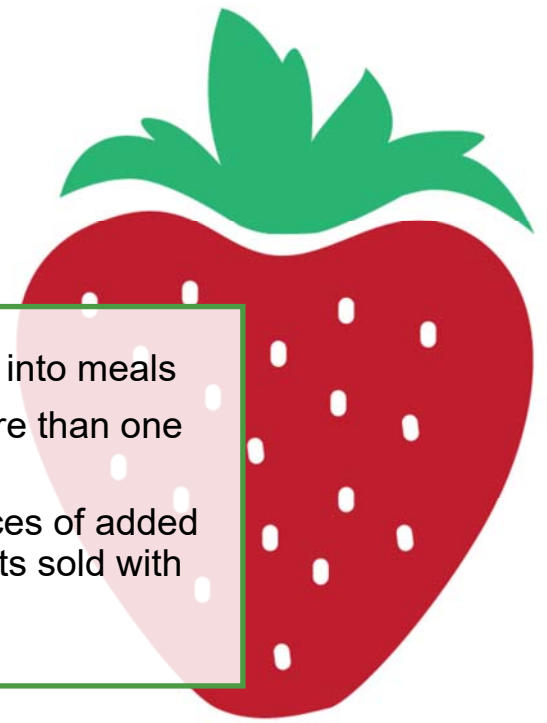 into meals
re than one
ces of added
ts sold with